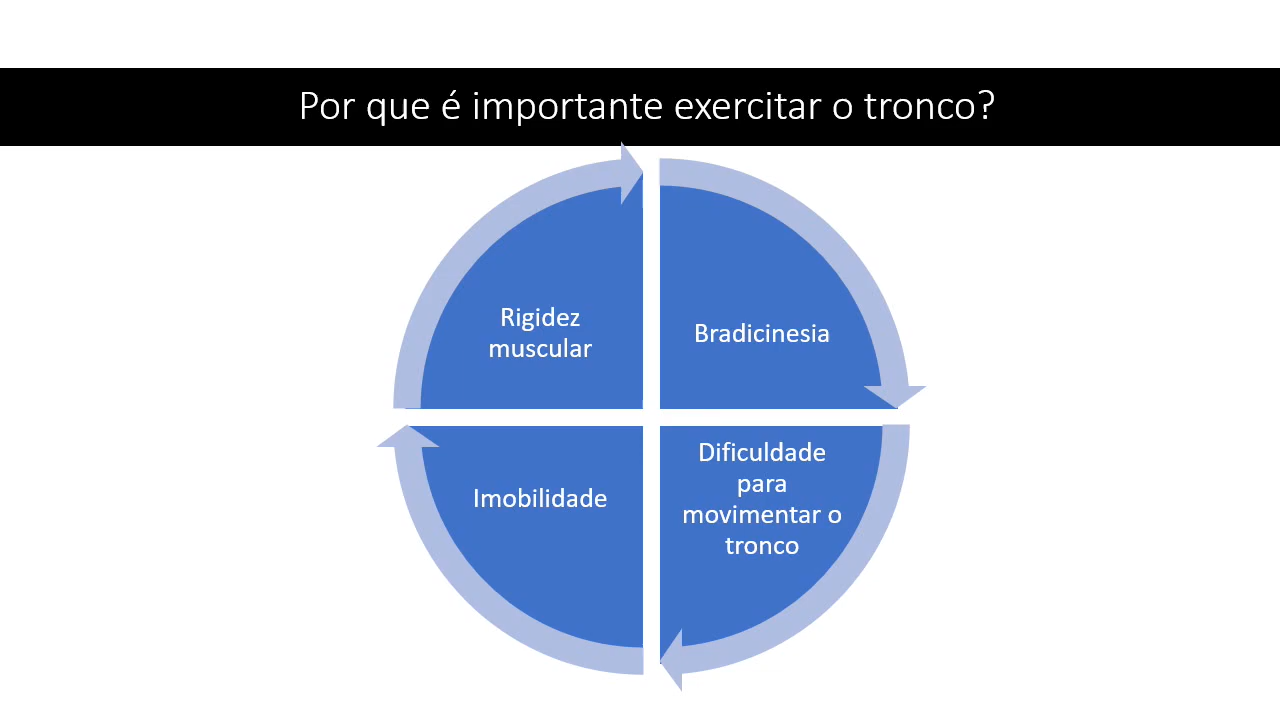 Por que é importante exercitar o tronco?
Rigidez
muscular
Bradicinesia
Imobilidade
Dificuldade
para
movimentar o
tronco